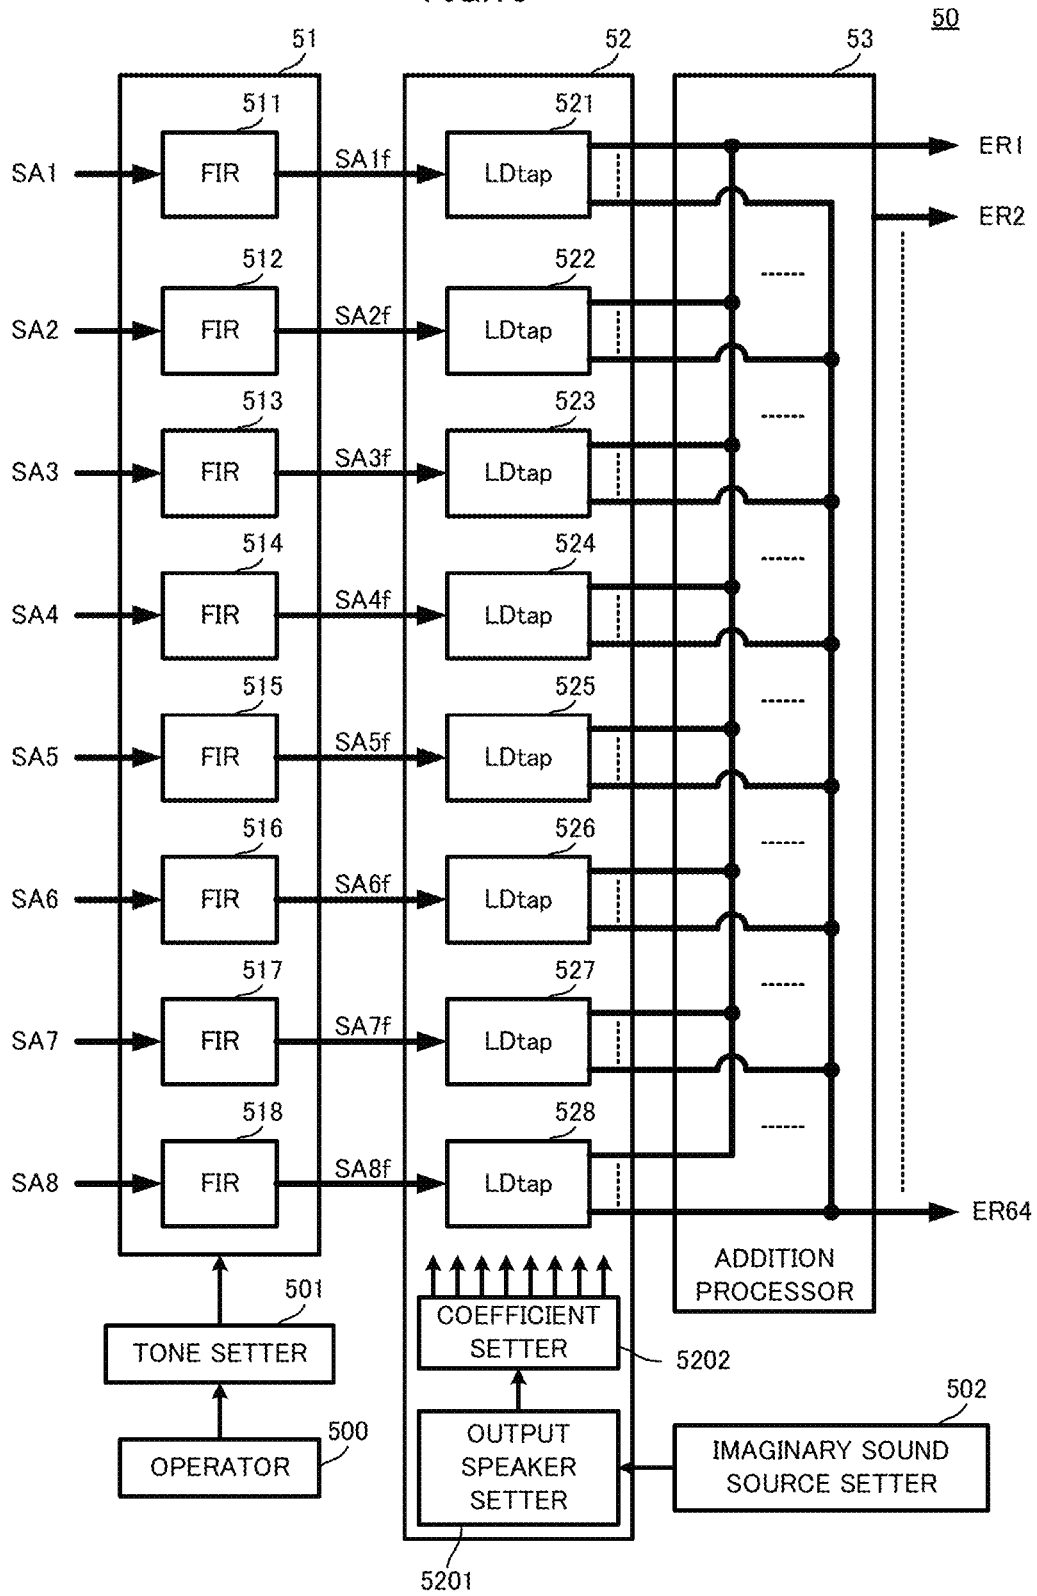 50
51
52
53
511
521
SA1
FIR
SA1f
LDtap
ER1
ER2
512
522
SA2
FIR
SA2f
LDtap
513
523
SA3
FIR
SA3f
LDtap
514
524
SA4
FIR
SA4f
LDtap
515
525
SA5
FIR
SA5f
LDtap
516
526
SA6
FIR
SA6f
LDtap
517
527
SA7
FIR
SA7f
LDtap
518
528
SA8
FIR
SA8f
LDtap
ER64
ADDITION
PROCESSOR
501
TONE SETTER
COEFFICIENT
SETTER
5202
500
OPERATOR
OUTPUT
SPEAKER
SETTER
5201
502
IMAGINARY SOUND
SOURCE SETTER